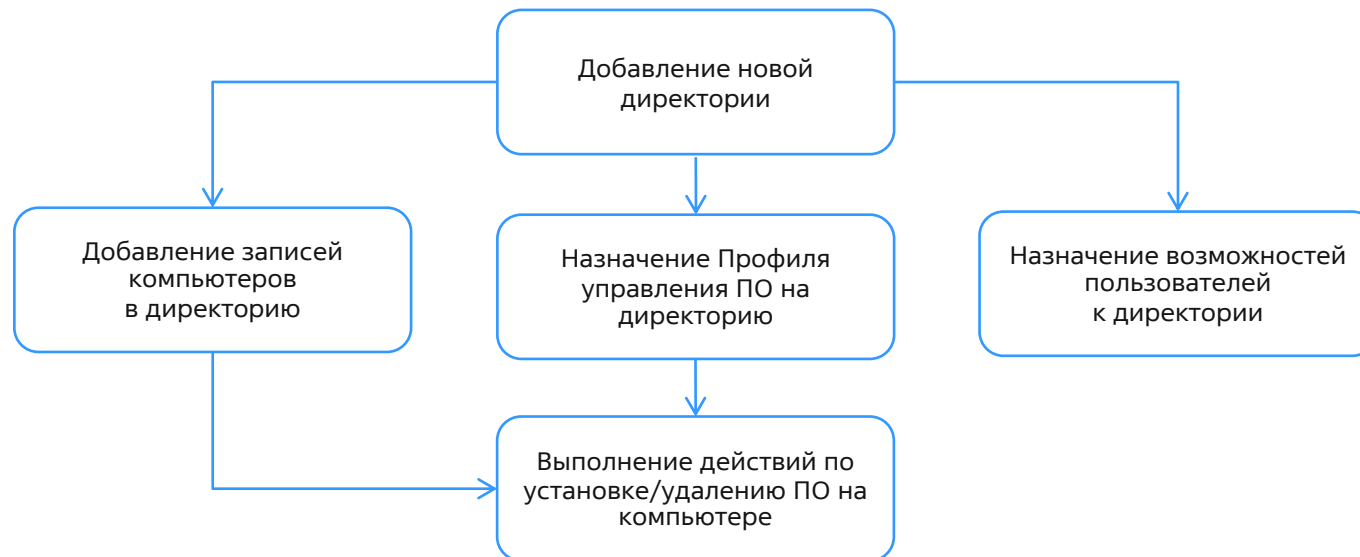 Добавление новой
директории
Добавление записей
компьютеров
в директорию
Назначение Профиля
управления ПО на
директорию
Назначение возможностей
пользователей
к директории
Выполнение действий по
установке/удалению ПО на
компьютере